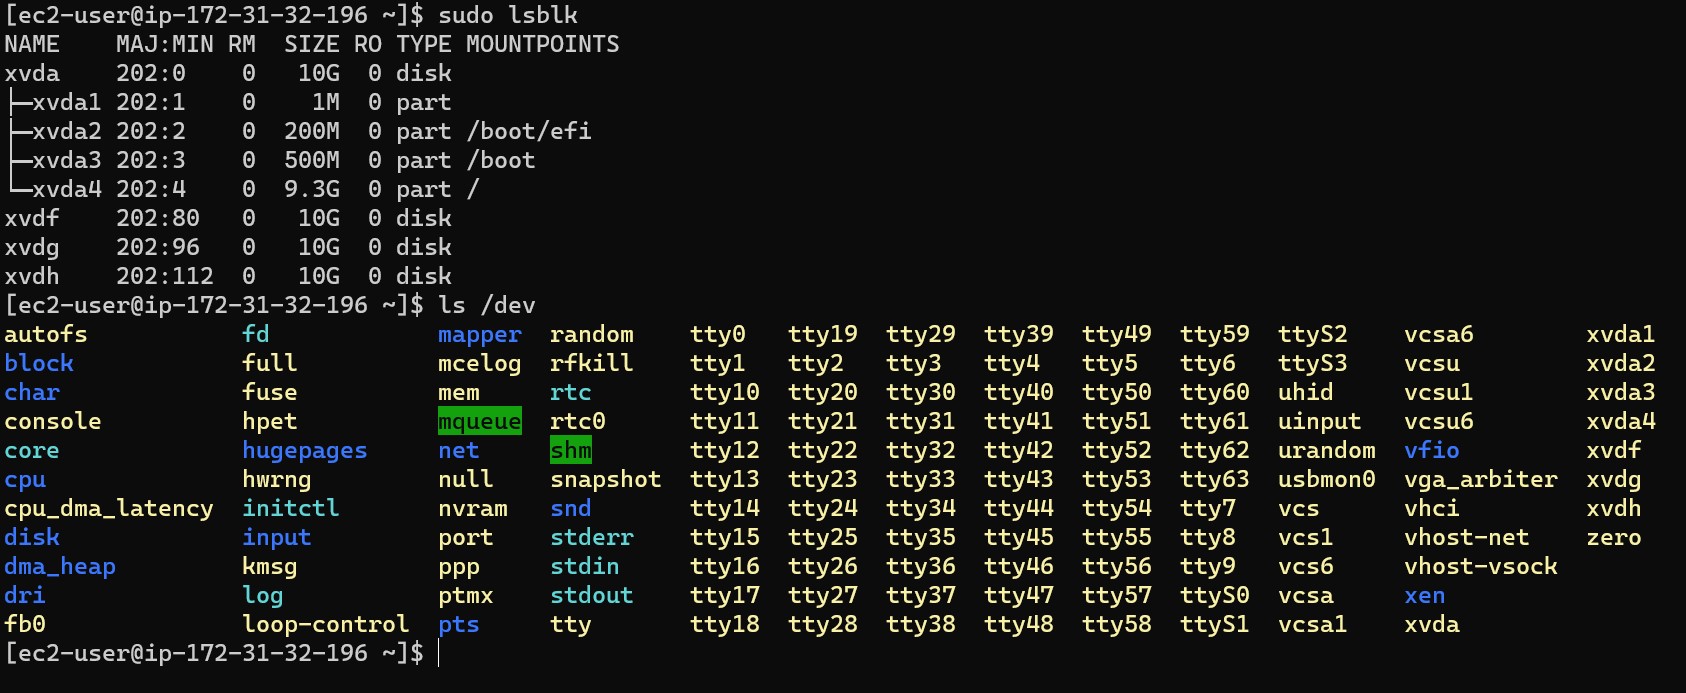 [ec2-user@ip-172-31-32-196 ~]$ sudo lsblk
NAME    MAJ:MIN RM  SIZE RO TYPE MOUNTPOINTS
xvda    202:0    0   10G  0 disk
├─xvda1 202:1    0    1M  0 part
├─xvda2 202:2    0  200M  0 part /boot/efi
├─xvda3 202:3    0  500M  0 part /boot
└─xvda4 202:4    0  9.3G  0 part /
xvdf    202:80   0   10G  0 disk
xvdg    202:96   0   10G  0 disk
xvdh    202:112  0   10G  0 disk
[ec2-user@ip-172-31-32-196 ~]$ ls /dev
autofs           fd            mapper  random    tty0   tty19  tty29  tty39  tty49  tty59  ttyS2    vcsa6        xvda1
block            full          mcelog  rfkill    tty1   tty2   tty3   tty4   tty5   tty6   ttyS3    vcsu         xvda2
char             fuse          mem     rtc       tty10  tty20  tty30  tty40  tty50  tty60  uhid     vcsu1        xvda3
console          hpet          mqueue  rtc0      tty11  tty21  tty31  tty41  tty51  tty61  uinput   vcsu6        xvda4
core             hugepages     net     shm       tty12  tty22  tty32  tty42  tty52  tty62  urandom  vfio         xvdf
cpu              hwrng         null    snapshot  tty13  tty23  tty33  tty43  tty53  tty63  usbmon0  vga_arbiter  xvdg
cpu_dma_latency  initctl       nvram   snd       tty14  tty24  tty34  tty44  tty54  tty7   vcs      vhci         xvdh
disk             input         port    stderr    tty15  tty25  tty35  tty45  tty55  tty8   vcs1     vhost-net    zero
dma_heap         kmsg          ppp     stdin     tty16  tty26  tty36  tty46  tty56  tty9   vcs6     vhost-vsock
dri              log           ptmx    stdout    tty17  tty27  tty37  tty47  tty57  ttyS0  vcsa     xen
fb0              loop-control  pts     tty       tty18  tty28  tty38  tty48  tty58  ttyS1  vcsa1    xvda
[ec2-user@ip-172-31-32-196 ~]$